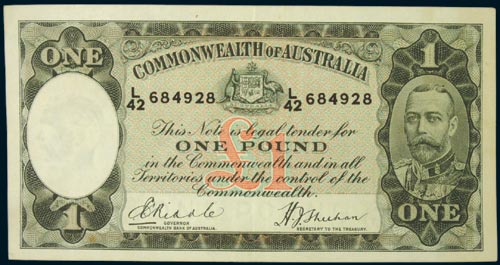 ONE
1
COMMONWEALTH OF AUSTRALIA
L/42 684928
L/42 684928
This Note is legal tender for
ONE POUND
in the Commonwealth and in all
Territories under the control of the
Commonwealth.
£1
E C Riddle
GOVERNOR
COMMONWEALTH BANK OF AUSTRALIA.
H J Sheehan
SECRETARY TO THE TREASURY.
1
ONE